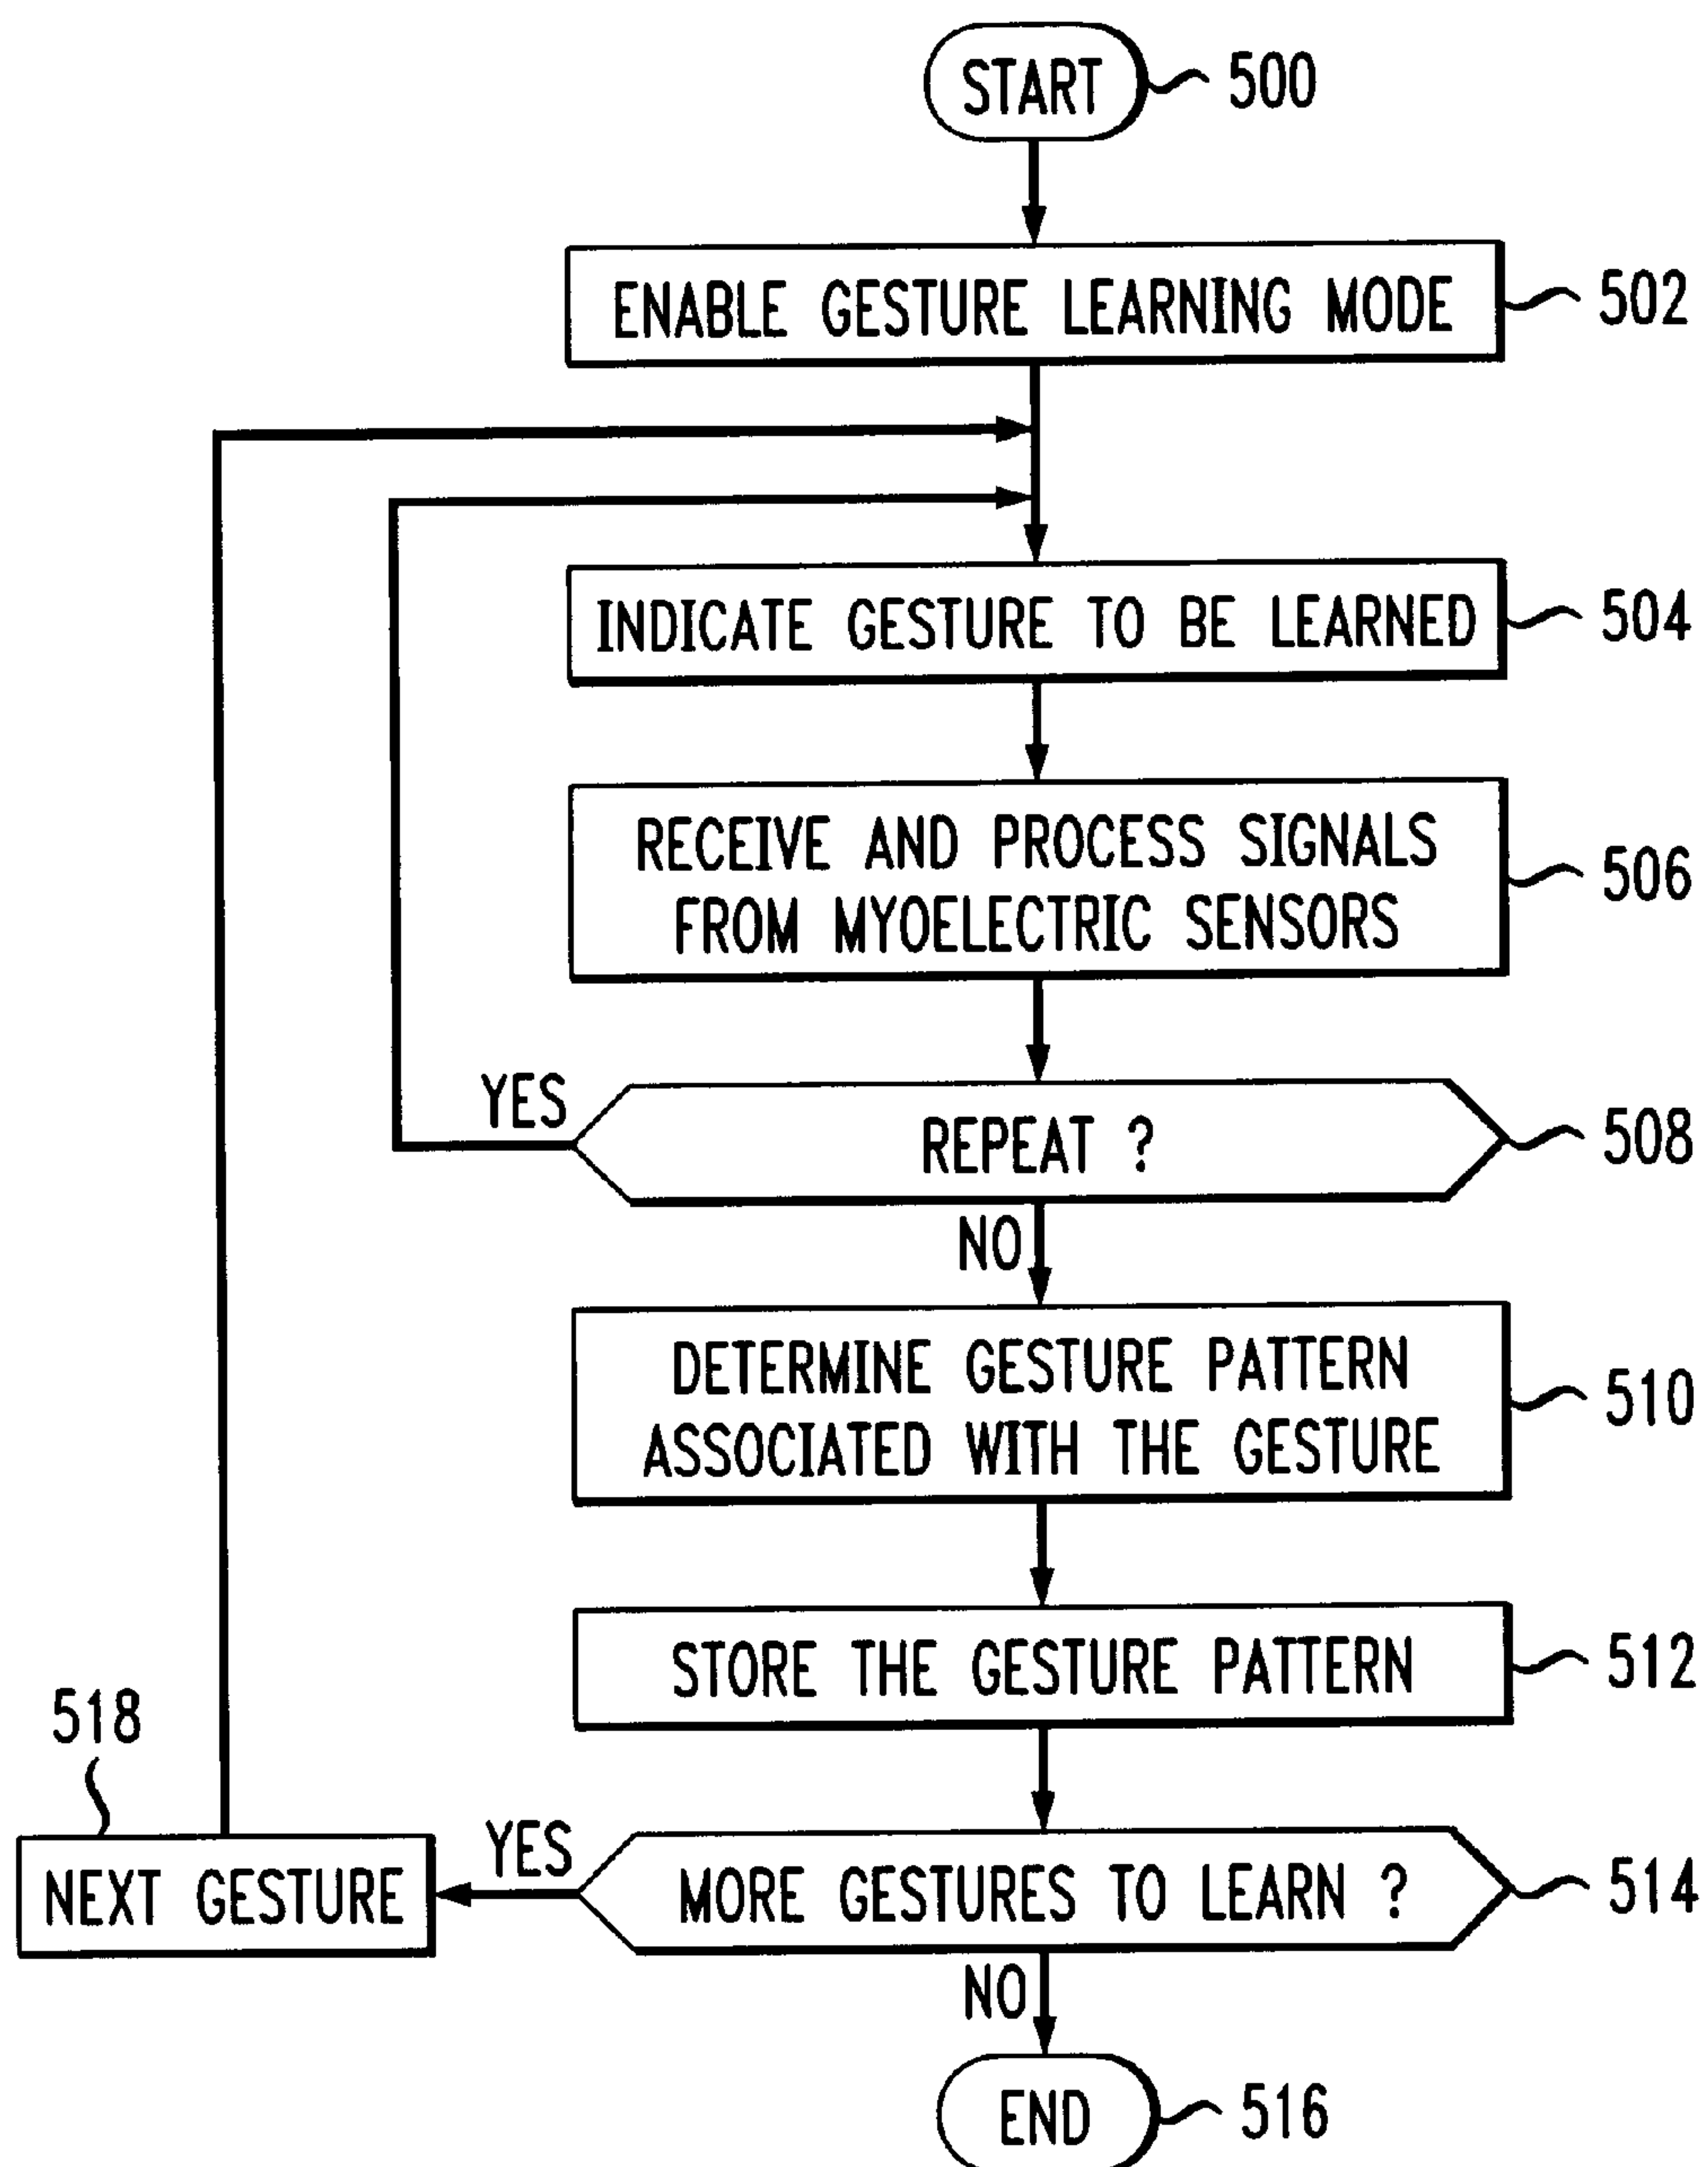 START
500
ENABLE GESTURE LEARNING MODE
502
INDICATE GESTURE TO BE LEARNED
504
RECEIVE AND PROCESS SIGNALS
FROM MYOELECTRIC SENSORS
506
YES
REPEAT ?
508
NO
DETERMINE GESTURE PATTERN
ASSOCIATED WITH THE GESTURE
510
STORE THE GESTURE PATTERN
512
518
NEXT GESTURE
YES
MORE GESTURES TO LEARN ?
514
NO
END
516